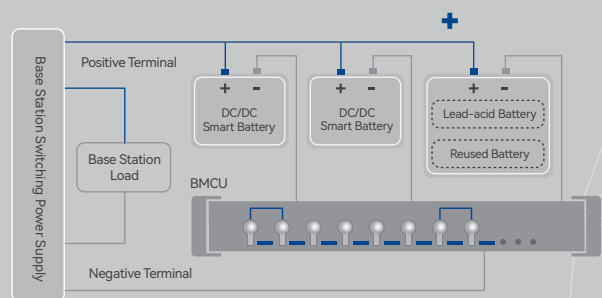 Base Station Switching Power Supply
Positive Terminal
+
+ -
DC/DC
Smart Battery
+ -
DC/DC
Smart Battery
+ -
Lead-acid Battery
Reused Battery
Base Station
Load
BMCU
Negative Terminal